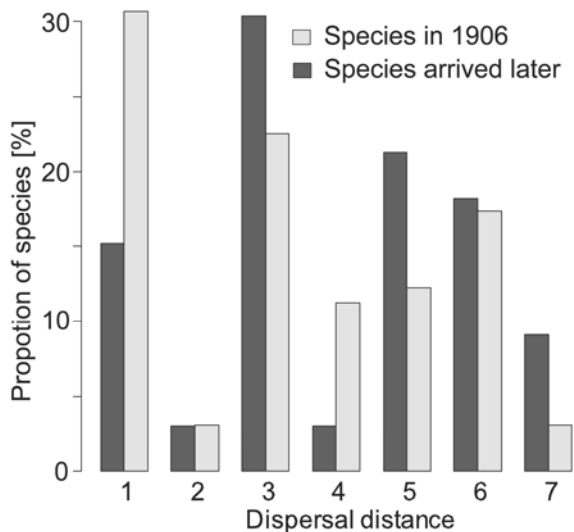 30
20
10
0
Propotion of species [%]
Species in 1906
Species arrived later
1 2 3 4 5 6 7
Dispersal distance